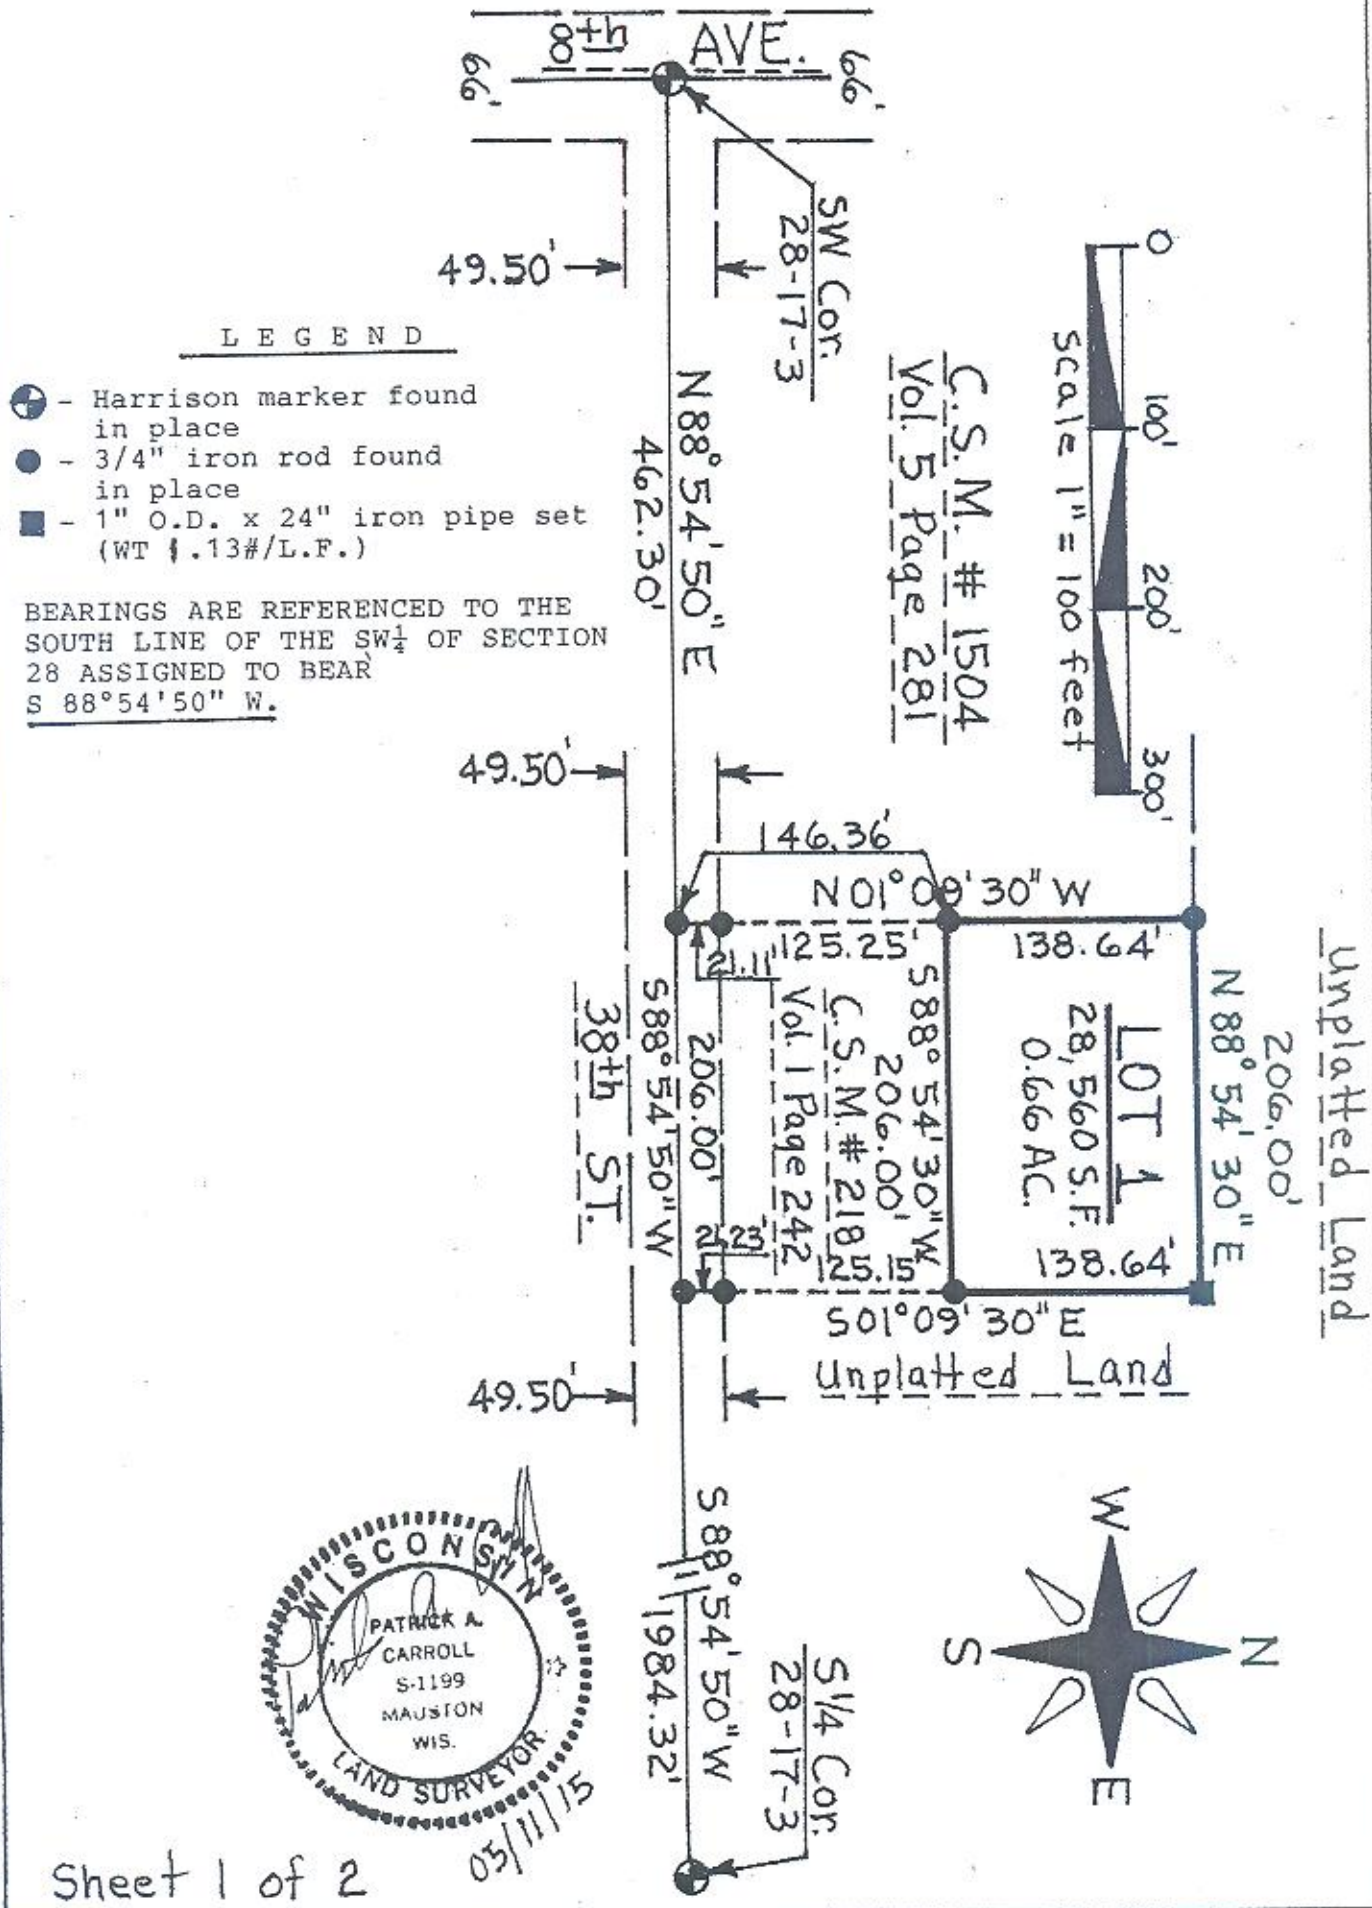 8th AVE.
66'
66'
SW Cor.
28-17-3
49.50'
0
100'
200'
300'
Scale 1" = 100 feet
C.S.M. # 1504
Vol. 5 Page 281
N 88° 54' 50" E
462.30'
LEGEND
- Harrison marker found
in place
- 3/4" iron rod found
in place
- 1" O.D. x 24" iron pipe set
(WT .13#/L.F.)
BEARINGS ARE REFERENCED TO THE
SOUTH LINE OF THE SW¼ OF SECTION
28 ASSIGNED TO BEAR
S 88°54'50" W.
49.50'
146.36'
N 01° 09' 30" W
125.25'
138.64'
21.11'
Unplatted Land
206.00'
N 88° 54' 30" E
LOT 1
28,560 S.F.
0.66 AC.
S 88° 54' 30" W
206.00'
C.S.M. # 218
Vol. 1 Page 242
206.00'
S 88° 54' 50" W
38th ST.
21.23'
125.15'
138.64'
S 01° 09' 30" E
Unplatted Land
49.50'
S 88° 54' 50" W
1984.32'
S 1/4 Cor.
28-17-3
W
N
S
E
WISCONSIN
PATRICK A.
CARROLL
S-1199
MAUSTON
WIS.
LAND SURVEYOR
05/11/15
Sheet 1 of 2